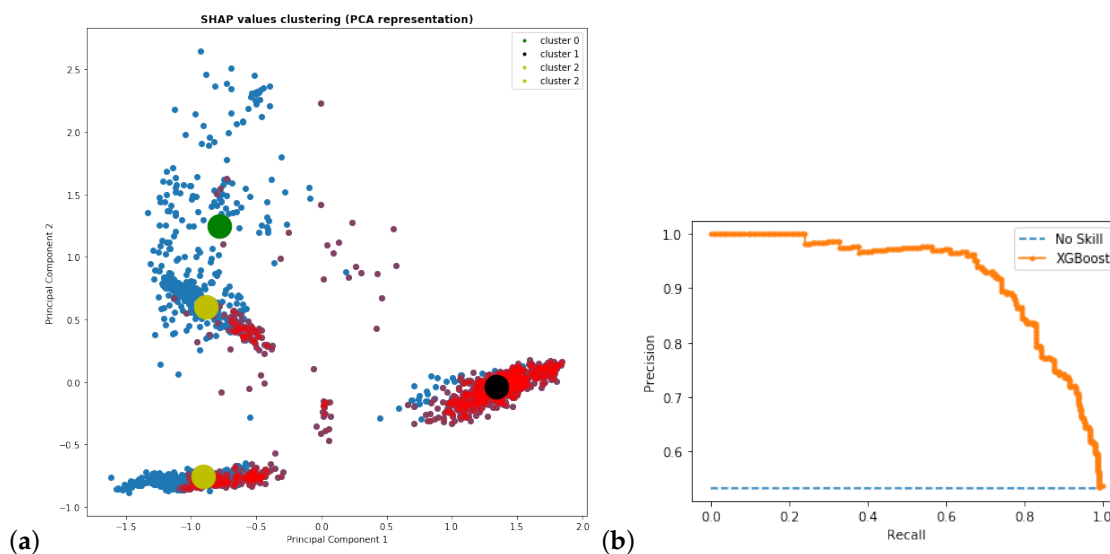 SHAP values clustering (PCA representation)
cluster 0
cluster 1
cluster 2
cluster 2
2.5
2.0
1.5
1.0
0.5
0.0
−0.5
−1.0
Principal Component 2
−1.5
−1.0
−0.5
0.0
0.5
1.0
1.5
2.0
Principal Component 1
(a)
No Skill
XGBoost
1.0
0.9
0.8
0.7
0.6
Precision
0.0
0.2
0.4
0.6
0.8
1.0
Recall
(b)